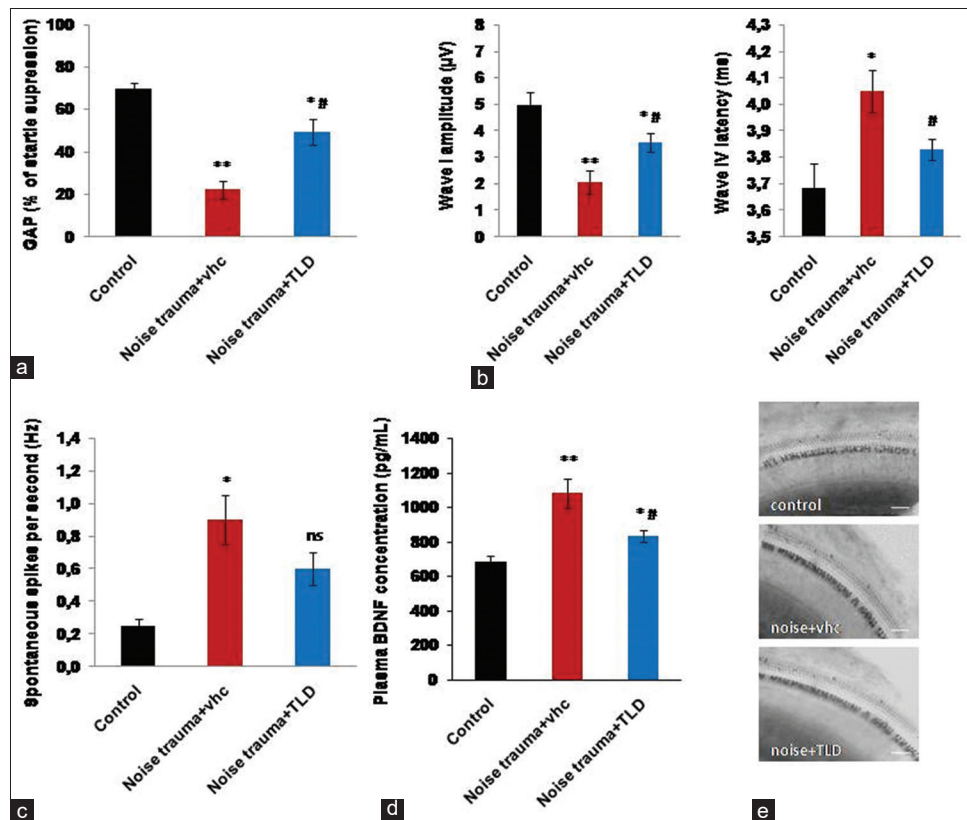 GAP (% of startle supression)
100
80
60
40
20
0
**
*#
Control
Noise trauma+vhc
Noise trauma+TLD
a
Wave I amplitude (µV)
8
7
6
5
4
3
2
1
0
**
*#
Control
Noise trauma+vhc
Noise trauma+TLD
b
Wave IV latency (ms)
4,3
4,2
4,1
4,0
3,9
3,8
3,7
3,6
3,5
*
#
Control
Noise trauma+vhc
Noise trauma+TLD
Spontaneous spikes per second (Hz)
1,4
1,2
1,0
0,8
0,6
0,4
0,2
0,0
*
ns
Control
Noise trauma+vhc
Noise trauma+TLD
c
Plasma BDNF concentration (pg/mL)
1400
1200
1000
800
600
400
200
0
**
*#
Control
Noise trauma+vhc
Noise trauma+TLD
d
control
noise+vhc
noise+TLD
e